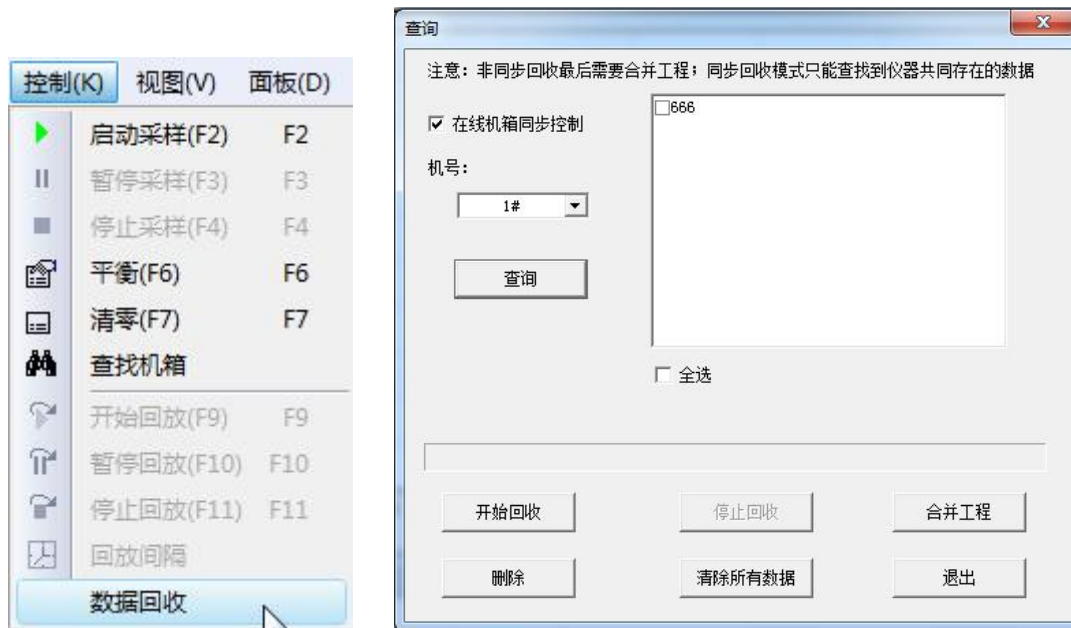 控制(K) 视图(V) 面板(D)
启动采样(F2) F2
暂停采样(F3) F3
停止采样(F4) F4
平衡(F6) F6
清零(F7) F7
查找机箱
开始回放(F9) F9
暂停回放(F10) F10
停止回放(F11) F11
回放间隔
数据回收
查询
注意：非同步回收最后需要合并工程；同步回收模式只能查找到仪器共同存在的数据
在线机箱同步控制
666
机号：
1#
查询
全选
开始回收 停止回收 合并工程
删除 清除所有数据 退出